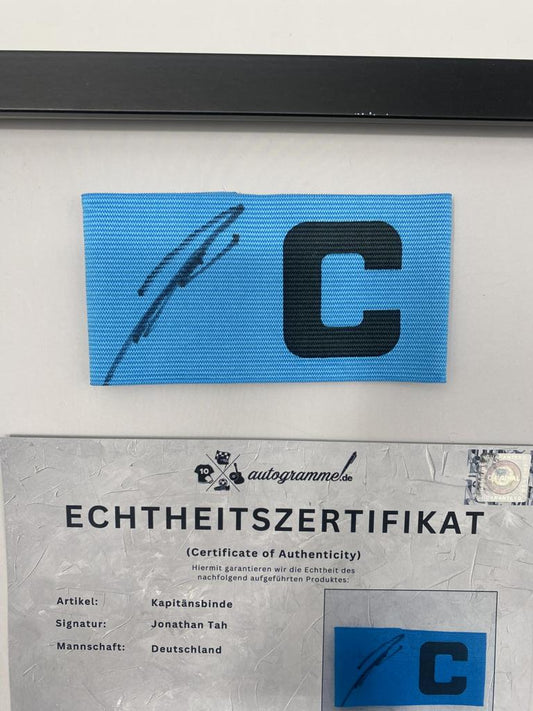 C
10
autogramme!.de
ECHTHEITSZERTIFIKAT
(Certificate of Authenticity)
Hiermit garantieren wir die Echtheit des
nachfolgend aufgeführten Produktes:
Artikel: Kapitänsbinde
Signatur: Jonathan Tah
Mannschaft: Deutschland
C